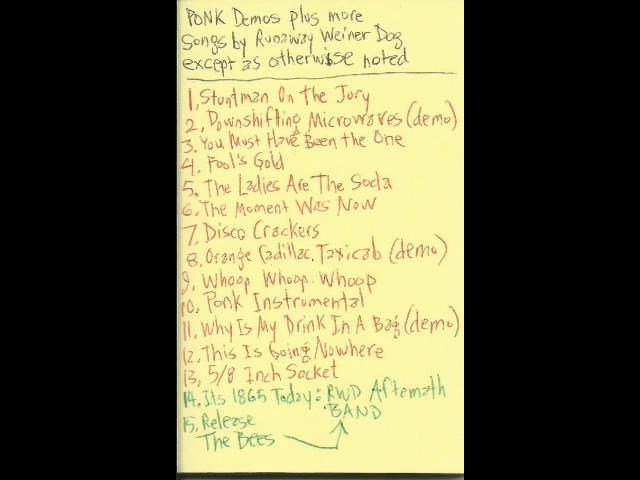 PONK Demos plus more
Songs by Runaway Weiner Dog
except as otherwise noted
1. Stuntman On the Jury
2. Downshifting Microwaves (demo)
3. You Must Have Been the One
4. Fool's Gold
5. The Ladies Are The Soda
6. The Moment Was Now
7. Disco Crackers
8. Orange Cadillac Taxicab (demo)
9. Whoop Whoop Whoop
10. Ponk Instrumental
11. Why Is My Drink In A Bag (demo)
12. This Is Going Nowhere
13. 5/8 Inch Socket
14. Its 1865 Today: RWD Aftemath
BAND
15. Release
The Bees